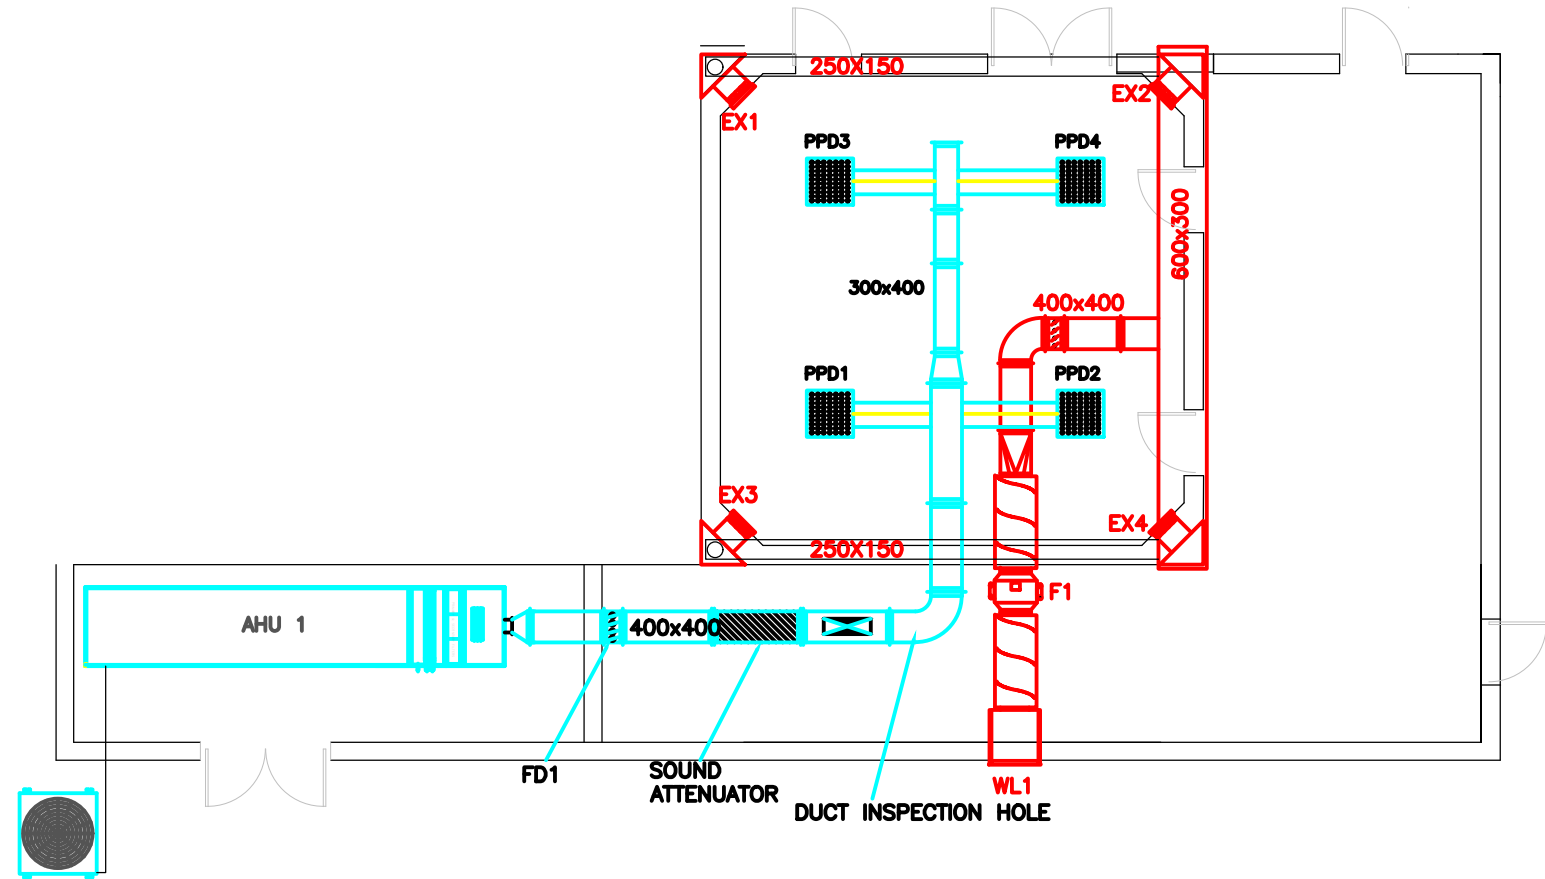 250X150
EX1
EX2
PPD3
PPD4
600x300
300x400
400x400
PPD1
PPD2
EX3
EX4
250X150
F1
AHU 1
400x400
FD1
SOUND
ATTENUATOR
WL1
DUCT INSPECTION HOLE